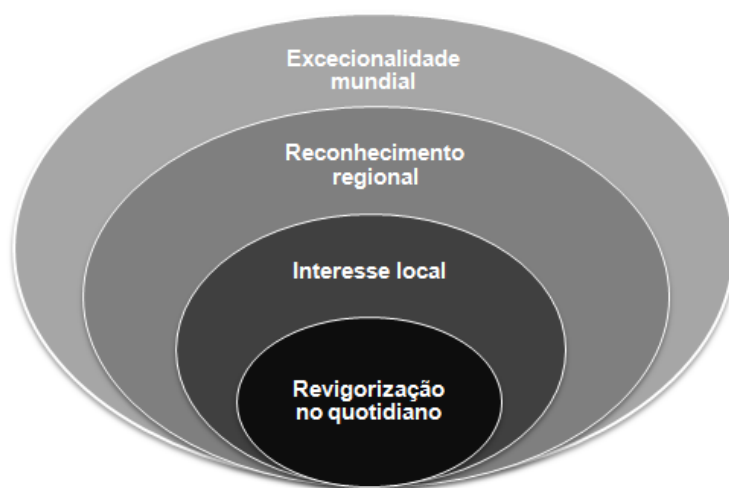 Excecionalidade
mundial
Reconhecimento
regional
Interesse local
Revigorização
no quotidiano